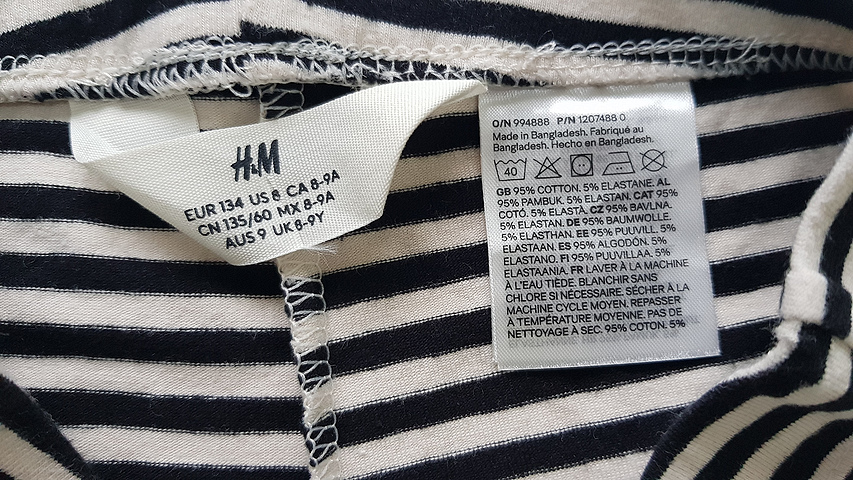 H&M
EUR 134 US 8 CA 8-9A
CN 135/60 MX 8-9A
AUS 9 UK 8-9Y
O/N 994888 P/N 1207488 0
Made in Bangladesh. Fabriqué au
Bangladesh. Hecho en Bangladesh.
40
GB 95% COTTON. 5% ELASTANE. AL
95% PAMBUK. 5% ELASTAN. CAT 95%
COTÓ. 5% ELASTÀ. CZ 95% BAVLNA.
5% ELASTAN. DE 95% BAUMWOLLE.
5% ELASTHAN. EE 95% PUUVILL. 5%
ELASTAAN. ES 95% ALGODÓN. 5%
ELASTANO. FI 95% PUUVILLAA. 5%
ELASTAANIA. FR LAVER À LA MACHINE
À L'EAU TIÈDE. BLANCHIR SANS
CHLORE SI NÉCESSAIRE. SÉCHER À LA
MACHINE CYCLE MOYEN. REPASSER
À TEMPÉRATURE MOYENNE. PAS DE
NETTOYAGE À SEC. 95% COTON. 5%